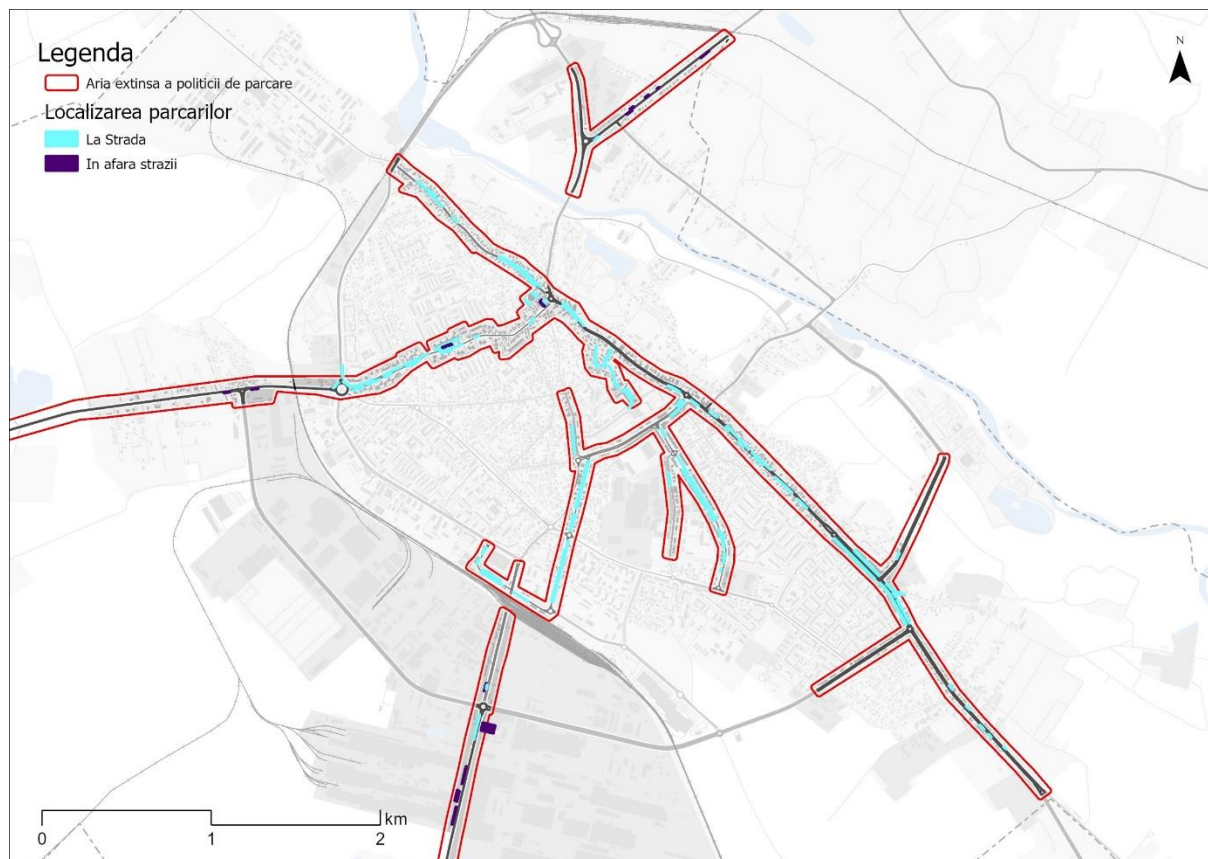 Legenda
Aria extinsa a politicii de parcare
Localizarea parcarilor
La Strada
In afara strazii
N
km
0 1 2